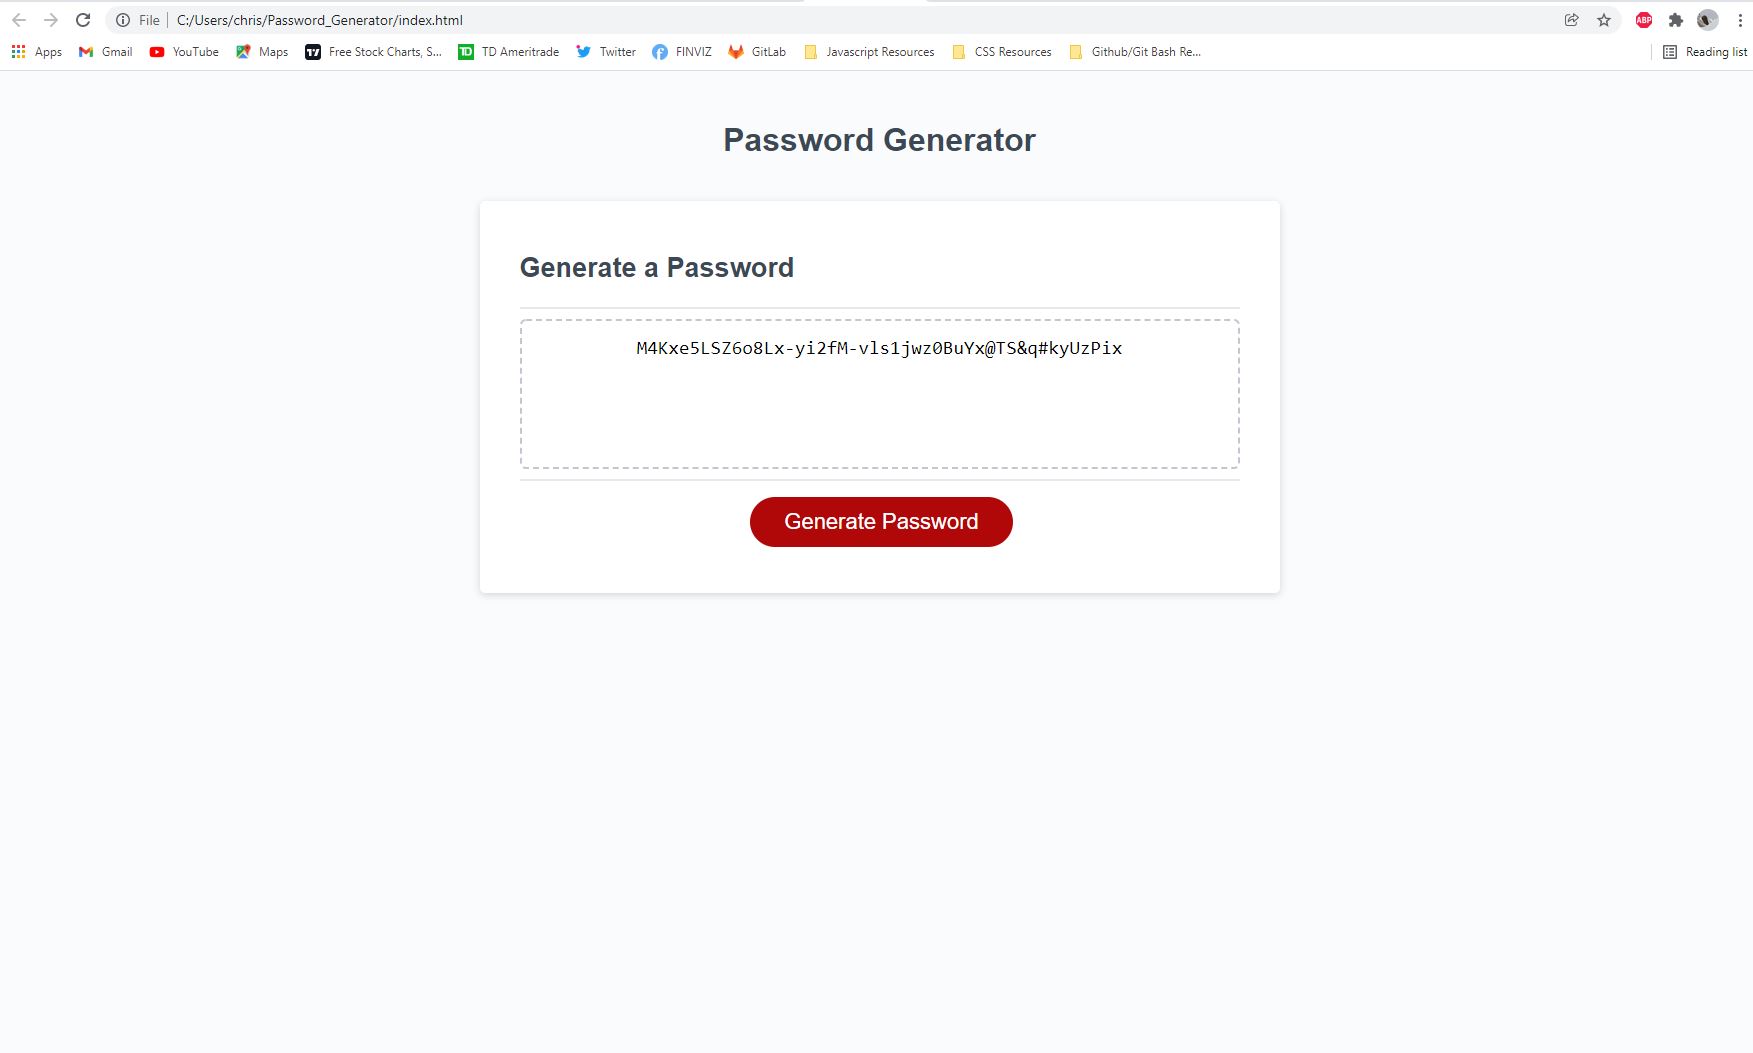 File C:/Users/chris/Password_Generator/index.html
ABP
Apps Gmail YouTube Maps Free Stock Charts, S... TD Ameritrade Twitter FINVIZ GitLab Javascript Resources CSS Resources Github/Git Bash Re... Reading list
Password Generator
Generate a Password
M4Kxe5LSZ6o8Lx-yi2fM-vls1jwz0BuYx@TS&q#kyUzPix
Generate Password